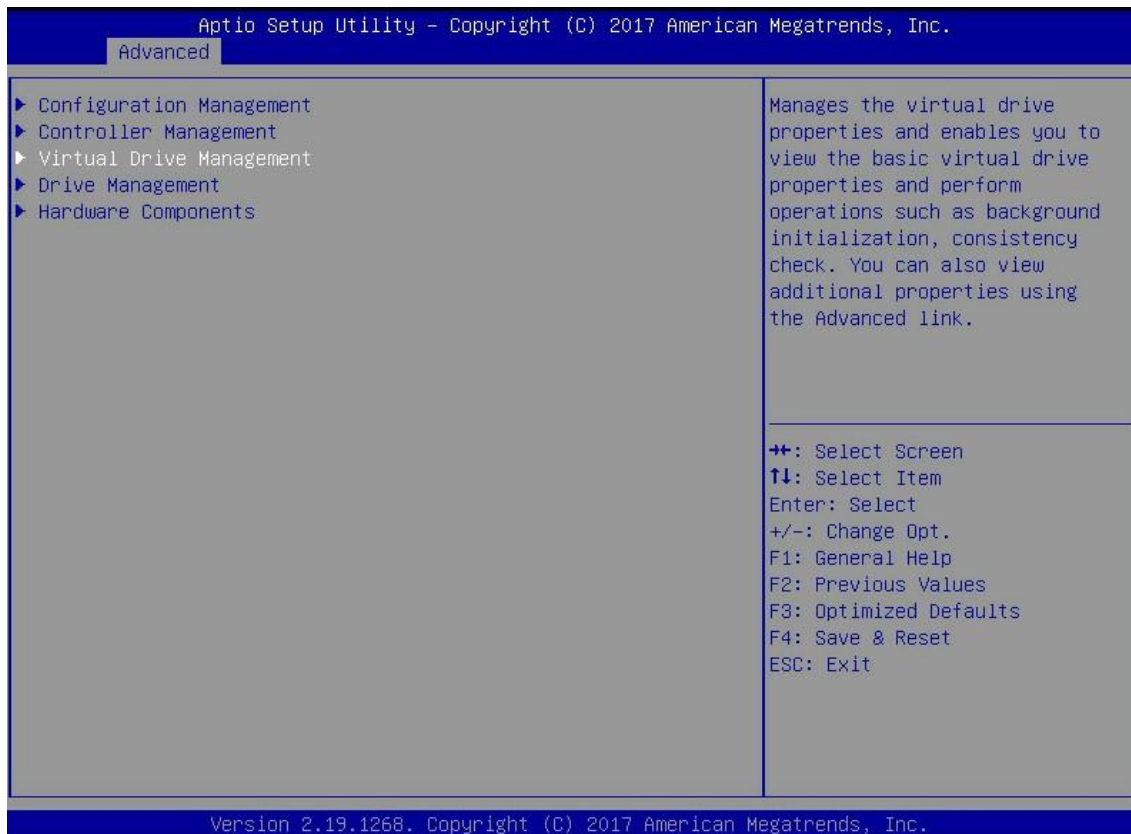 Aptio Setup Utility – Copyright (C) 2017 American Megatrends, Inc.
Advanced
▶ Configuration Management
▶ Controller Management
▶ Virtual Drive Management
▶ Drive Management
▶ Hardware Components
Manages the virtual drive
properties and enables you to
view the basic virtual drive
properties and perform
operations such as background
initialization, consistency
check. You can also view
additional properties using
the Advanced link.
→←: Select Screen
↑↓: Select Item
Enter: Select
+/-: Change Opt.
F1: General Help
F2: Previous Values
F3: Optimized Defaults
F4: Save & Reset
ESC: Exit
Version 2.19.1268. Copyright (C) 2017 American Megatrends, Inc.